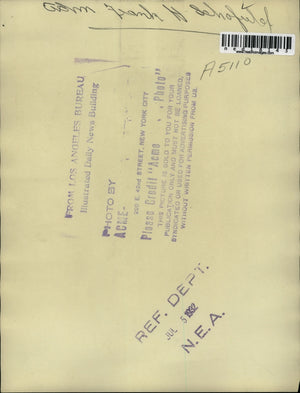 Adm Frank H Schofield
A5110
FROM LOS ANGELES BUREAU
Illustrated Daily News Building
PHOTO BY
ACME-
220 E. 42nd STREET, NEW YORK CITY
Please Credit "Acme Photo"
THIS PICTURE IS SOLD TO YOU FOR YOUR
PUBLICATION ONLY AND MUST NOT BE LOANED,
SYNDICATED OR USED FOR ADVERTISING PURPOSES
WITHOUT WRITTEN PERMISSION FROM US.
REF. DEPT.
JUL 5 1932
N.E.A.